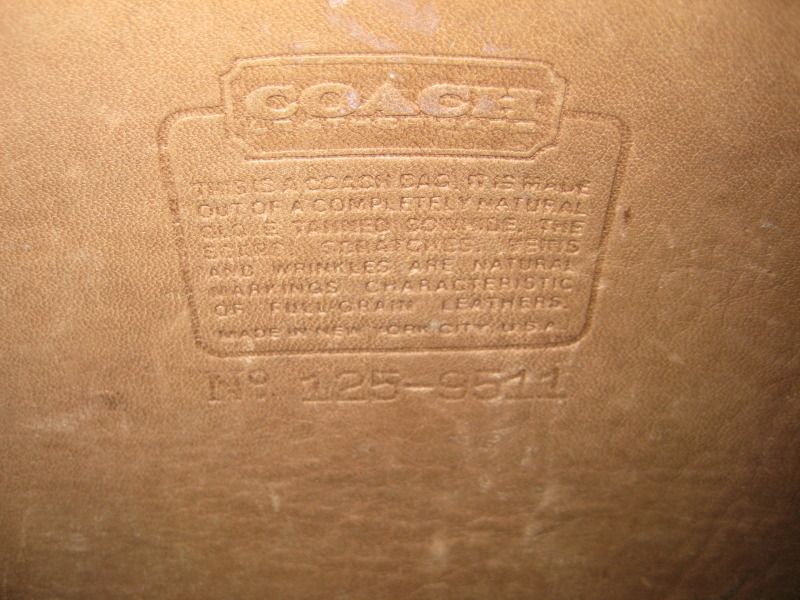 COACH
THIS IS A COACH BAG. IT IS MADE
OUT OF A COMPLETELY NATURAL
GLOVE TANNED COWHIDE, THE
SPOTS, SCRATCHES, VEINS
AND WRINKLES ARE NATURAL
MARKINGS CHARACTERISTIC
OF FULL GRAIN LEATHERS.
MADE IN NEW YORK CITY, U.S.A.
No. 125-9511